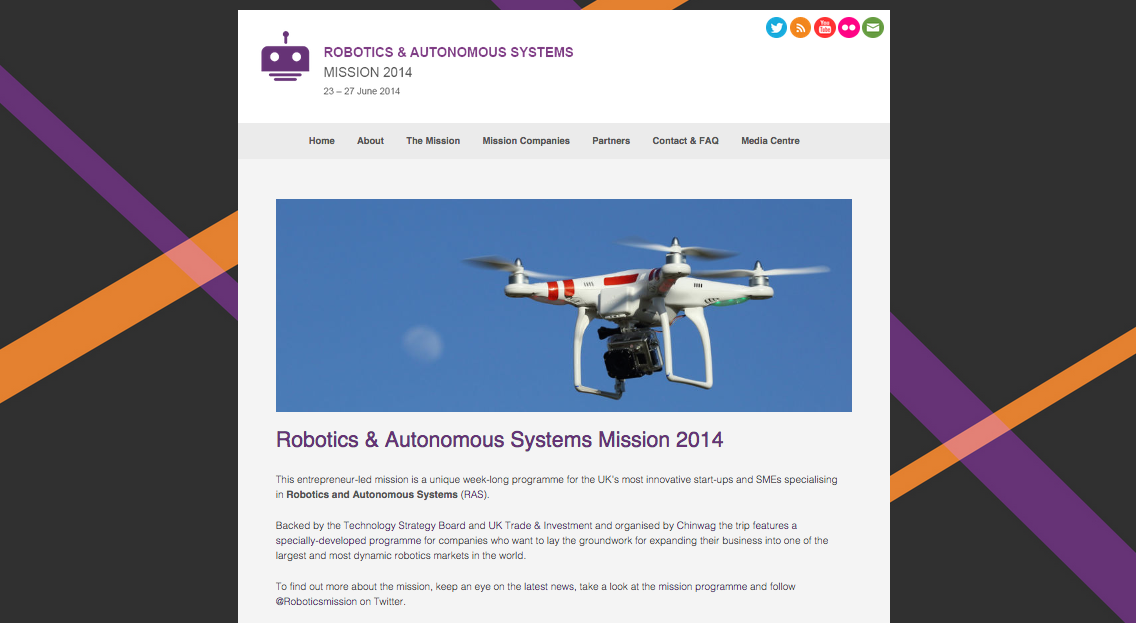 You
Tube
ROBOTICS & AUTONOMOUS SYSTEMS
MISSION 2014
23 – 27 June 2014
Home About The Mission Mission Companies Partners Contact & FAQ Media Centre
Robotics & Autonomous Systems Mission 2014
This entrepreneur-led mission is a unique week-long programme for the UK's most innovative start-ups and SMEs specialising
in Robotics and Autonomous Systems (RAS).
Backed by the Technology Strategy Board and UK Trade & Investment and organised by Chinwag the trip features a
specially-developed programme for companies who want to lay the groundwork for expanding their business into one of the
largest and most dynamic robotics markets in the world.
To find out more about the mission, keep an eye on the latest news, take a look at the mission programme and follow
@Roboticsmission on Twitter.